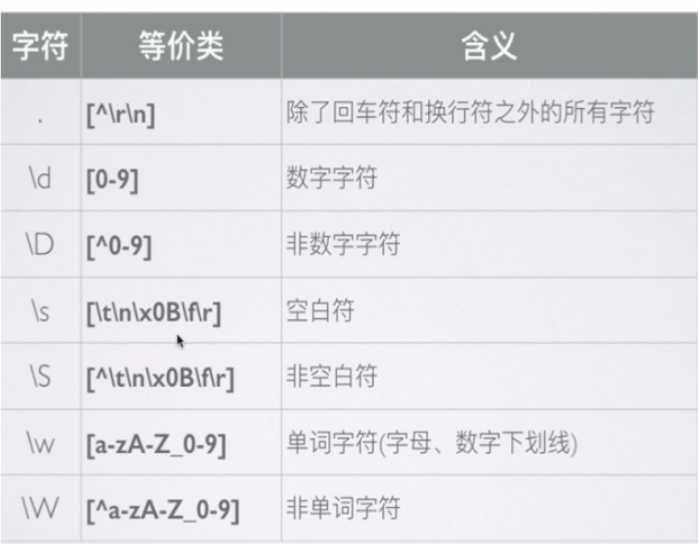 字符 等价类 含义
. [^\r\n] 除了回车符和换行符之外的所有字符
\d [0-9] 数字字符
\D [^0-9] 非数字字符
\s [\t\n\x0B\f\r] 空白符
\S [^\t\n\x0B\f\r] 非空白符
\w [a-zA-Z_0-9] 单词字符(字母、数字下划线)
\W [^a-zA-Z_0-9] 非单词字符